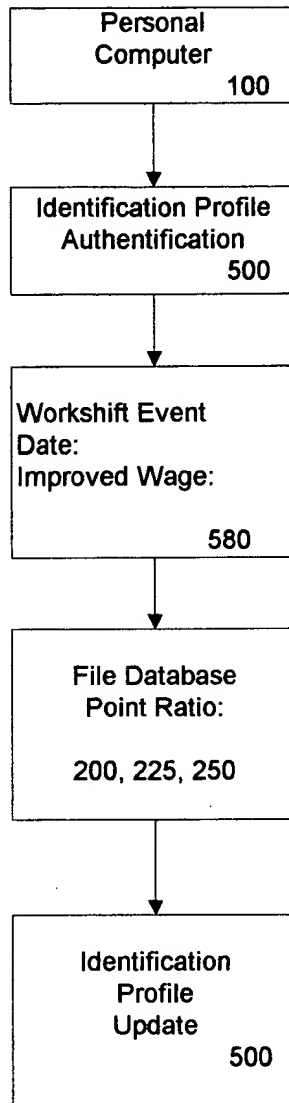 Personal
Computer
100
Identification Profile
Authentification
500
Workshift Event
Date:
Improved Wage:
580
File Database
Point Ratio:
200, 225, 250
Identification
Profile
Update
500